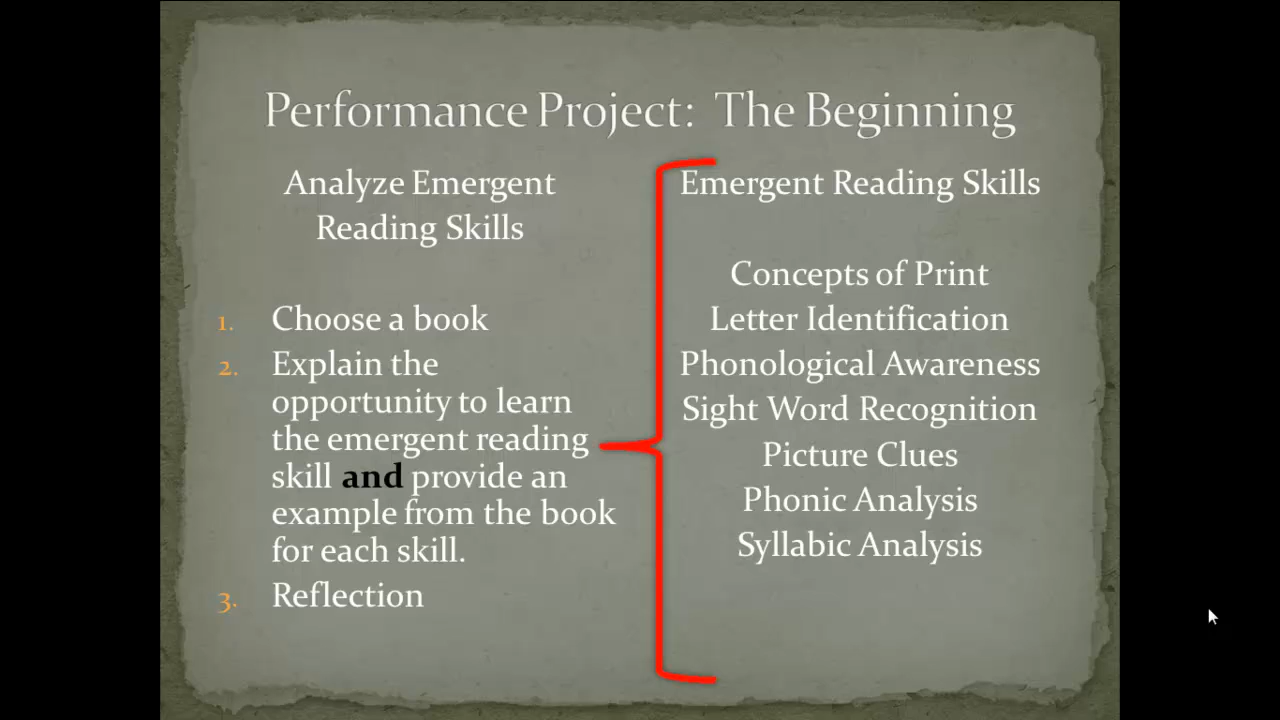 Performance Project: The Beginning
Analyze Emergent
Reading Skills
1. Choose a book
2. Explain the
opportunity to learn
the emergent reading
skill and provide an
example from the book
for each skill.
3. Reflection
Emergent Reading Skills
Concepts of Print
Letter Identification
Phonological Awareness
Sight Word Recognition
Picture Clues
Phonic Analysis
Syllabic Analysis